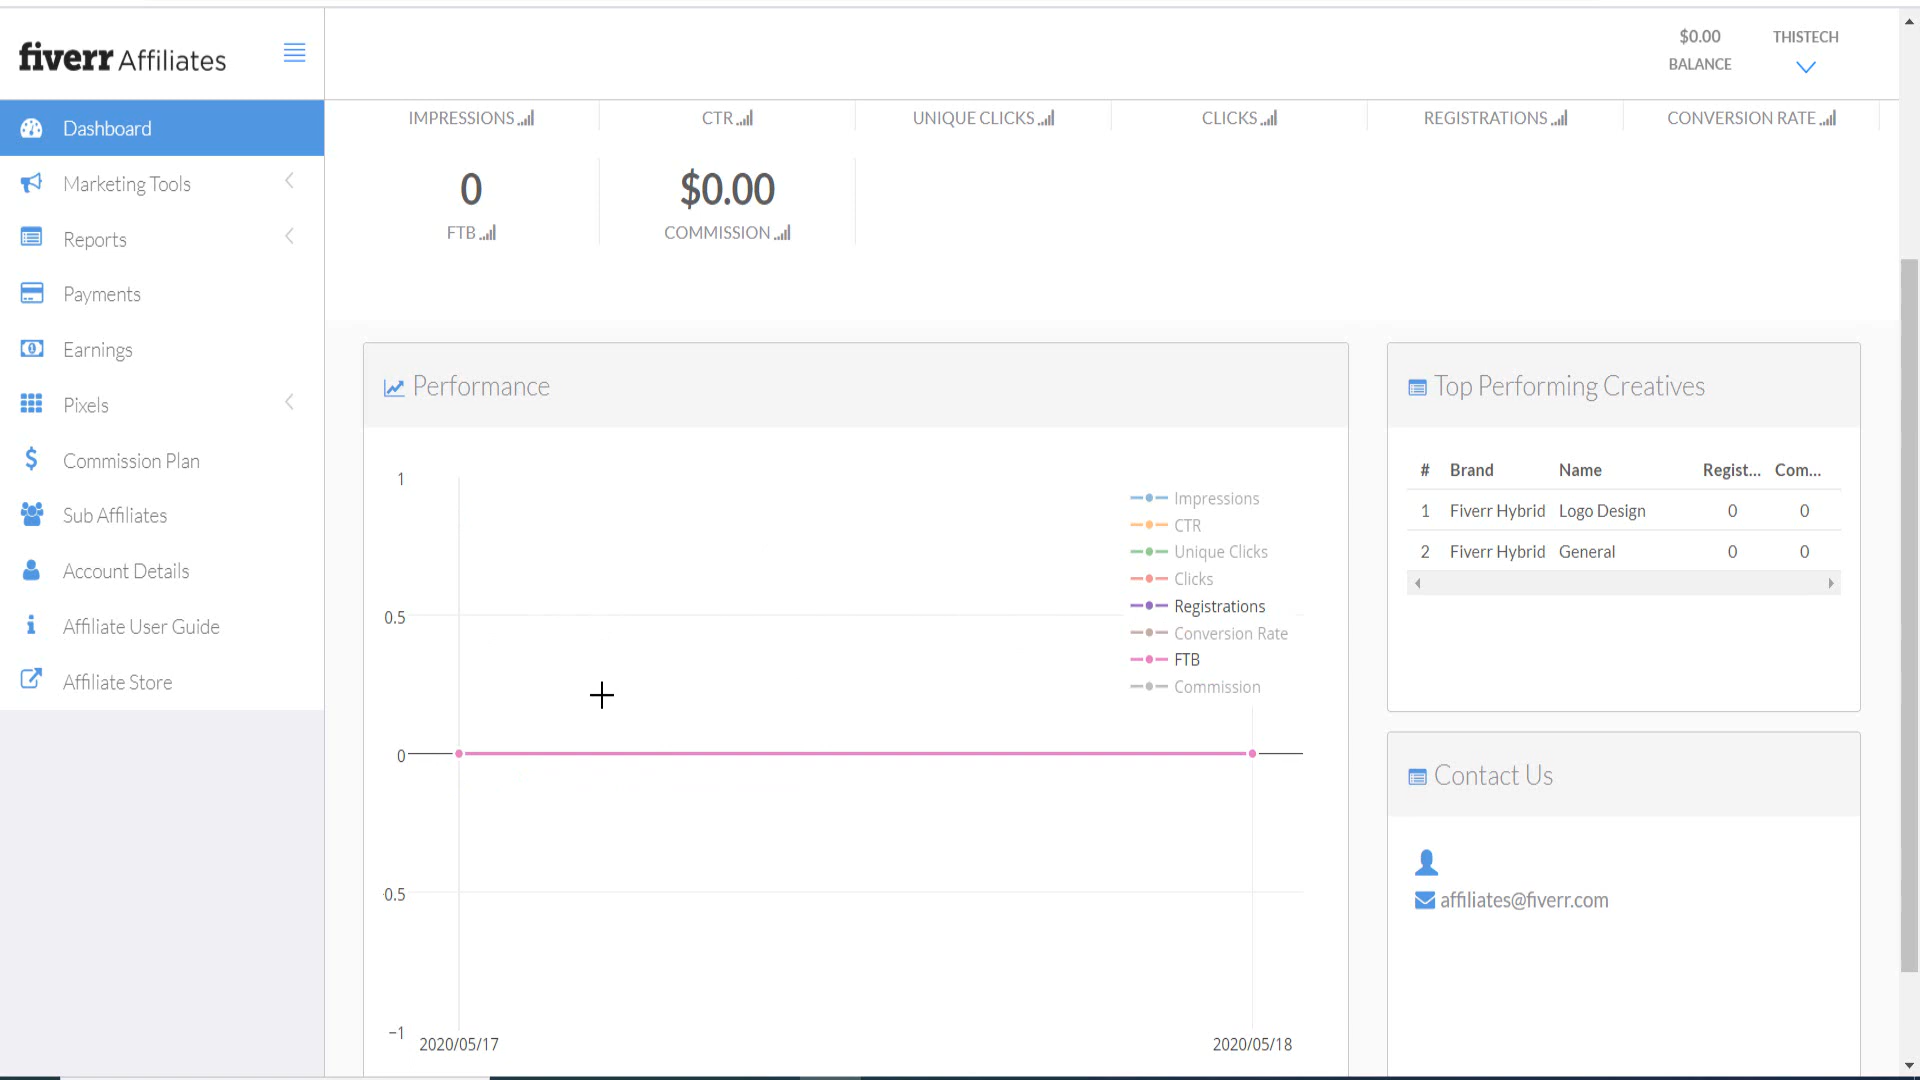 fiverr Affiliates
$0.00
BALANCE
THISTECH
Dashboard
Marketing Tools
Reports
Payments
Earnings
Pixels
Commission Plan
Sub Affiliates
Account Details
Affiliate User Guide
Affiliate Store
IMPRESSIONS
CTR
UNIQUE CLICKS
CLICKS
REGISTRATIONS
CONVERSION RATE
0
FTB
$0.00
COMMISSION
Performance
1
0.5
0
-0.5
−1
2020/05/17
2020/05/18
Impressions
CTR
Unique Clicks
Clicks
Registrations
Conversion Rate
FTB
Commission
Top Performing Creatives
# Brand Name Regist... Com...
1 Fiverr Hybrid Logo Design 0 0
2 Fiverr Hybrid General 0 0
Contact Us
affiliates@fiverr.com